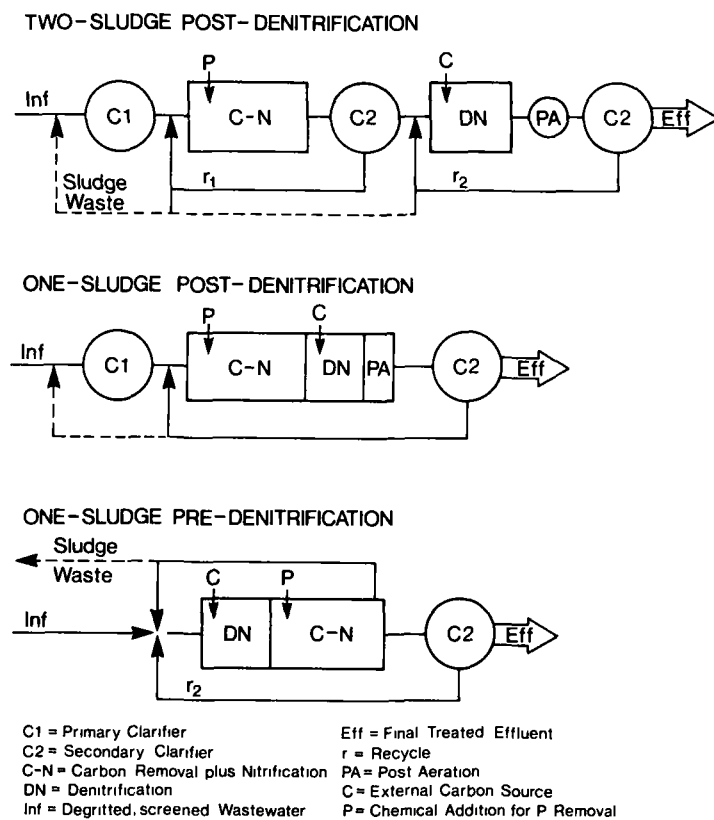 TWO-SLUDGE POST-DENITRIFICATION
P
C
Inf
C1
C-N
C2
DN
PA
C2
Eff
Sludge
Waste
r1
r2
ONE-SLUDGE POST-DENITRIFICATION
P
C
Inf
C1
C-N
DN
PA
C2
Eff
ONE-SLUDGE PRE-DENITRIFICATION
Sludge
Waste
C
P
Inf
DN
C-N
C2
Eff
r2
C1 = Primary Clarifier
C2 = Secondary Clarifier
C-N = Carbon Removal plus Nitrification
DN = Denitrification
Inf = Degritted, screened Wastewater
Eff = Final Treated Effluent
r = Recycle
PA = Post Aeration
C = External Carbon Source
P = Chemical Addition for P Removal